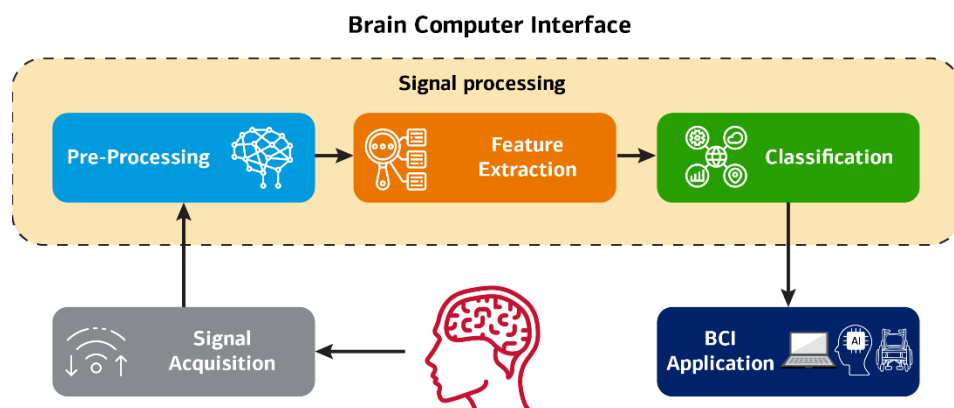 Brain Computer Interface
Signal processing
Pre-Processing
Feature
Extraction
Classification
Signal
Acquisition
BCI
Application
AI